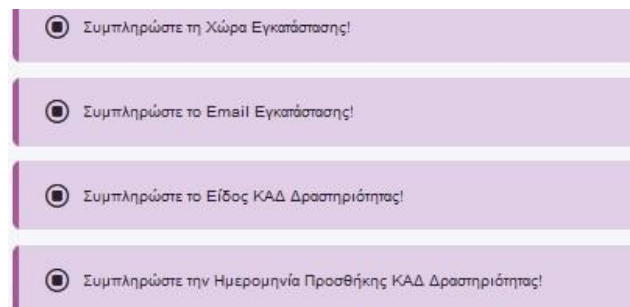 Συμπληρώστε τη Χώρα Εγκατάστασης!
Συμπληρώστε το Email Εγκατάστασης!
Συμπληρώστε το Είδος ΚΑΔ Δραστηριότητας!
Συμπληρώστε την Ημερομηνία Προσθήκης ΚΑΔ Δραστηριότητας!